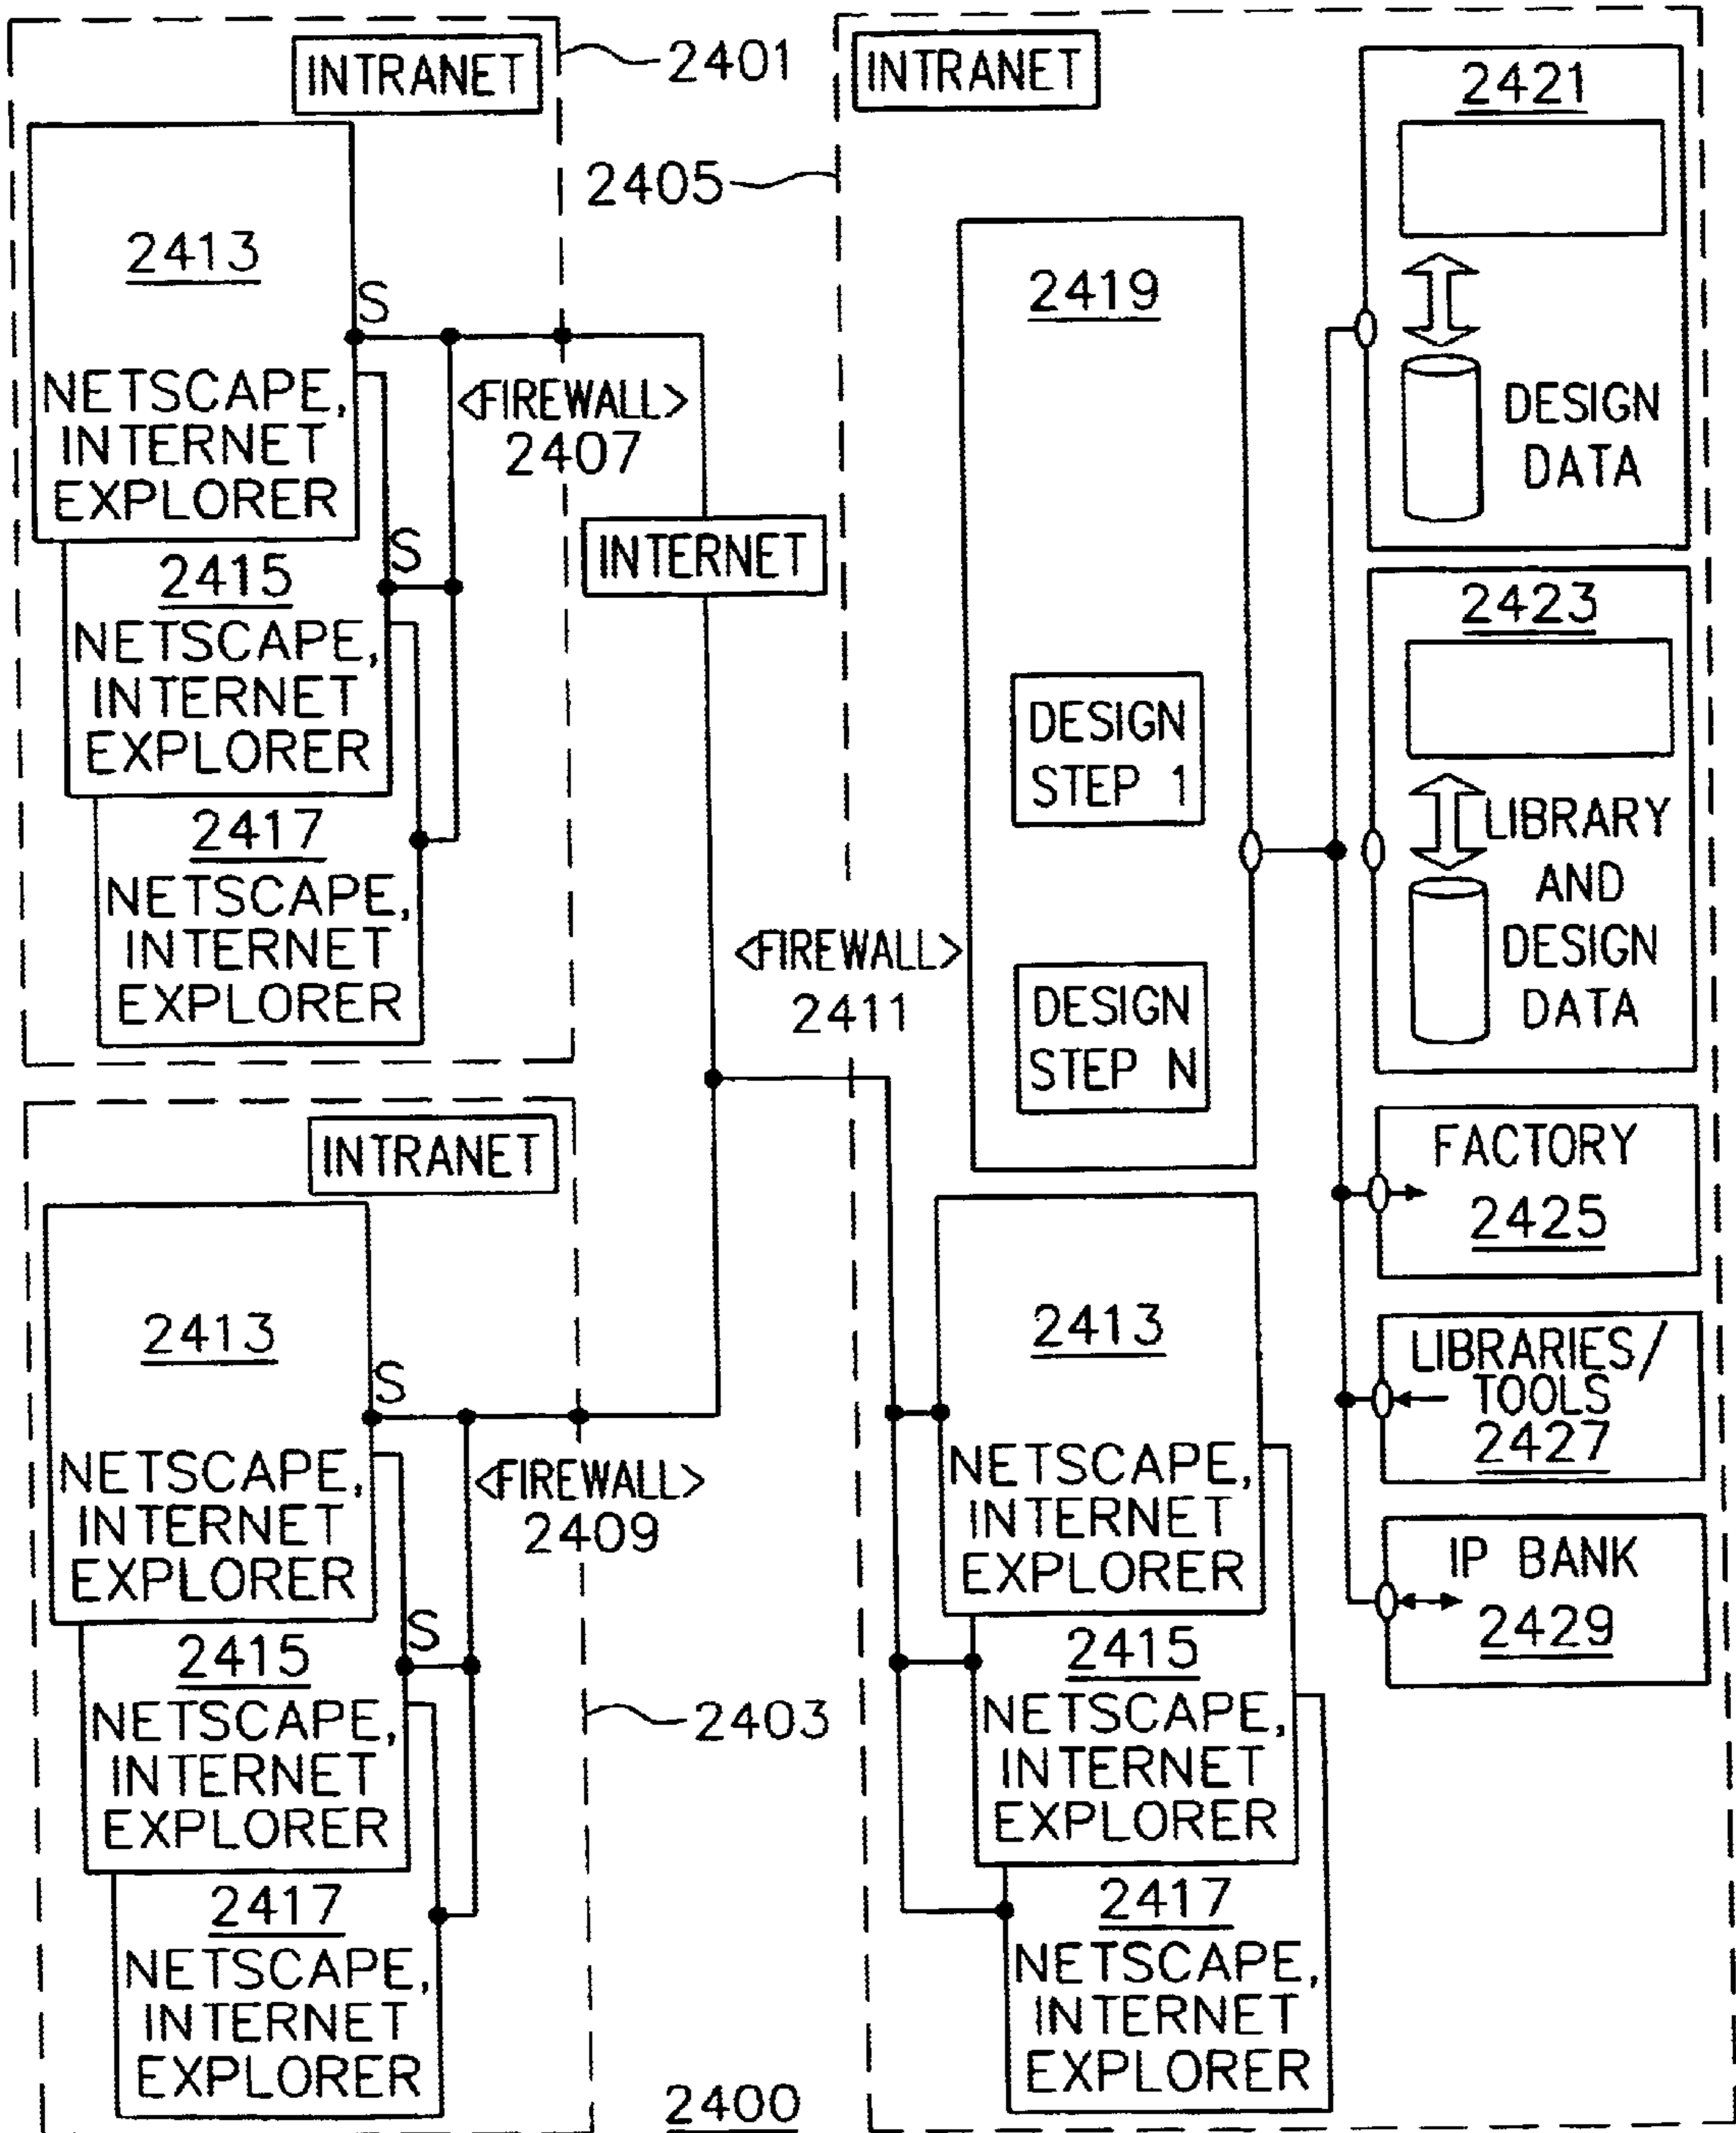 INTRANET
2401
2413
S
NETSCAPE,
INTERNET
EXPLORER
<FIREWALL>
2407
S
2415
NETSCAPE,
INTERNET
EXPLORER
2417
NETSCAPE,
INTERNET
EXPLORER
INTERNET
INTRANET
2405
2419
DESIGN
STEP 1
DESIGN
STEP N
<FIREWALL>
2411
2421
DESIGN
DATA
2423
LIBRARY
AND
DESIGN
DATA
FACTORY
2425
LIBRARIES/
TOOLS
2427
IP BANK
2429
INTRANET
2413
S
NETSCAPE,
INTERNET
EXPLORER
<FIREWALL>
2409
S
2415
NETSCAPE,
INTERNET
EXPLORER
2403
2417
NETSCAPE,
INTERNET
EXPLORER
2413
NETSCAPE,
INTERNET
EXPLORER
2415
NETSCAPE,
INTERNET
EXPLORER
2417
NETSCAPE,
INTERNET
EXPLORER
2400